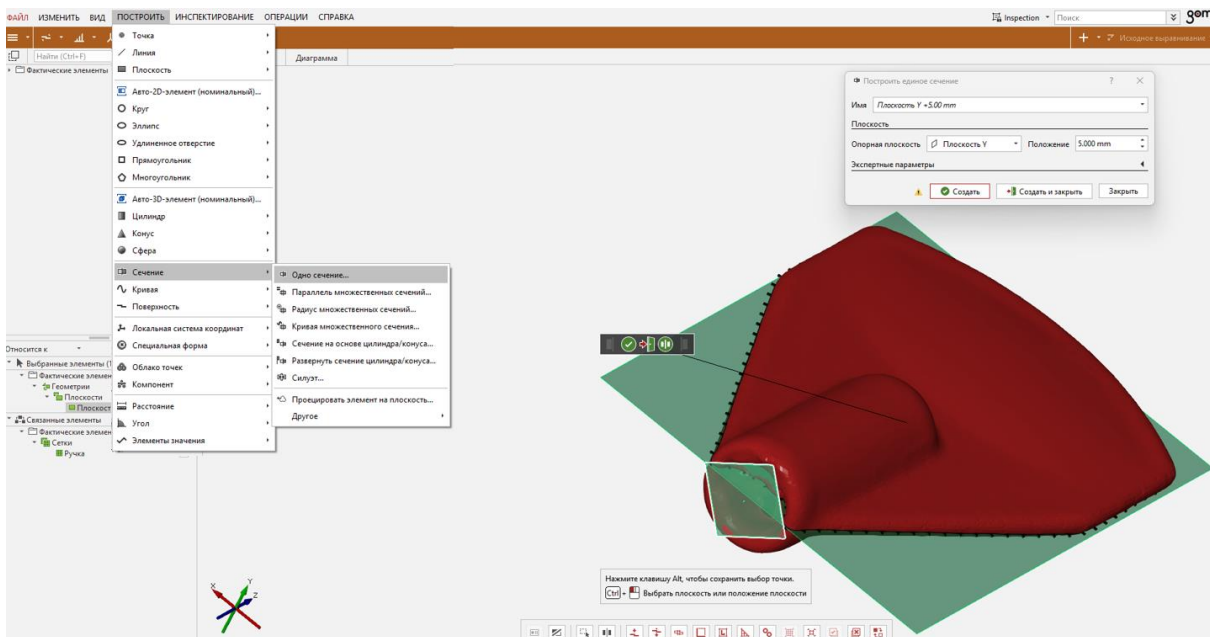 ФАЙЛ ИЗМЕНИТЬ ВИД ПОСТРОИТЬ ИНСПЕКТИРОВАНИЕ ОПЕРАЦИИ СПРАВКА
Inspection
Поиск
gom
Исходное выравнивание
Найти (Ctrl+F)
Диаграмма
Фактические элементы
Точка
Линия
Плоскость
Авто-2D-элемент (номинальный)...
Круг
Эллипс
Удлиненное отверстие
Прямоугольник
Многоугольник
Авто-3D-элемент (номинальный)...
Цилиндр
Конус
Сфера
Сечение
Кривая
Поверхность
Локальная система координат
Специальная форма
Облако точек
Компонент
Расстояние
Угол
Элементы значения
Одно сечение...
Параллель множественных сечений...
Радиус множественных сечений...
Кривая множественного сечения...
Сечение на основе цилиндра/конуса...
Развернуть сечение цилиндра/конуса...
Силуэт...
Проецировать элемент на плоскость...
Другое
Относится к
Выбранные элементы (1
Фактические элемен
Геометрии
Плоскости
Плоскост
Связанные элементы
Фактические элемен
Сетки
Ручка
X Y Z
Построить единое сечение ? ×
Имя Плоскость Y +5.00 mm
Плоскость
Опорная плоскость Плоскость Y Положение 5.000 mm
Экспертные параметры
Создать Создать и закрыть Закрыть
Нажмите клавишу Alt, чтобы сохранить выбор точки.
Ctrl + Выбрать плоскость или положение плоскости